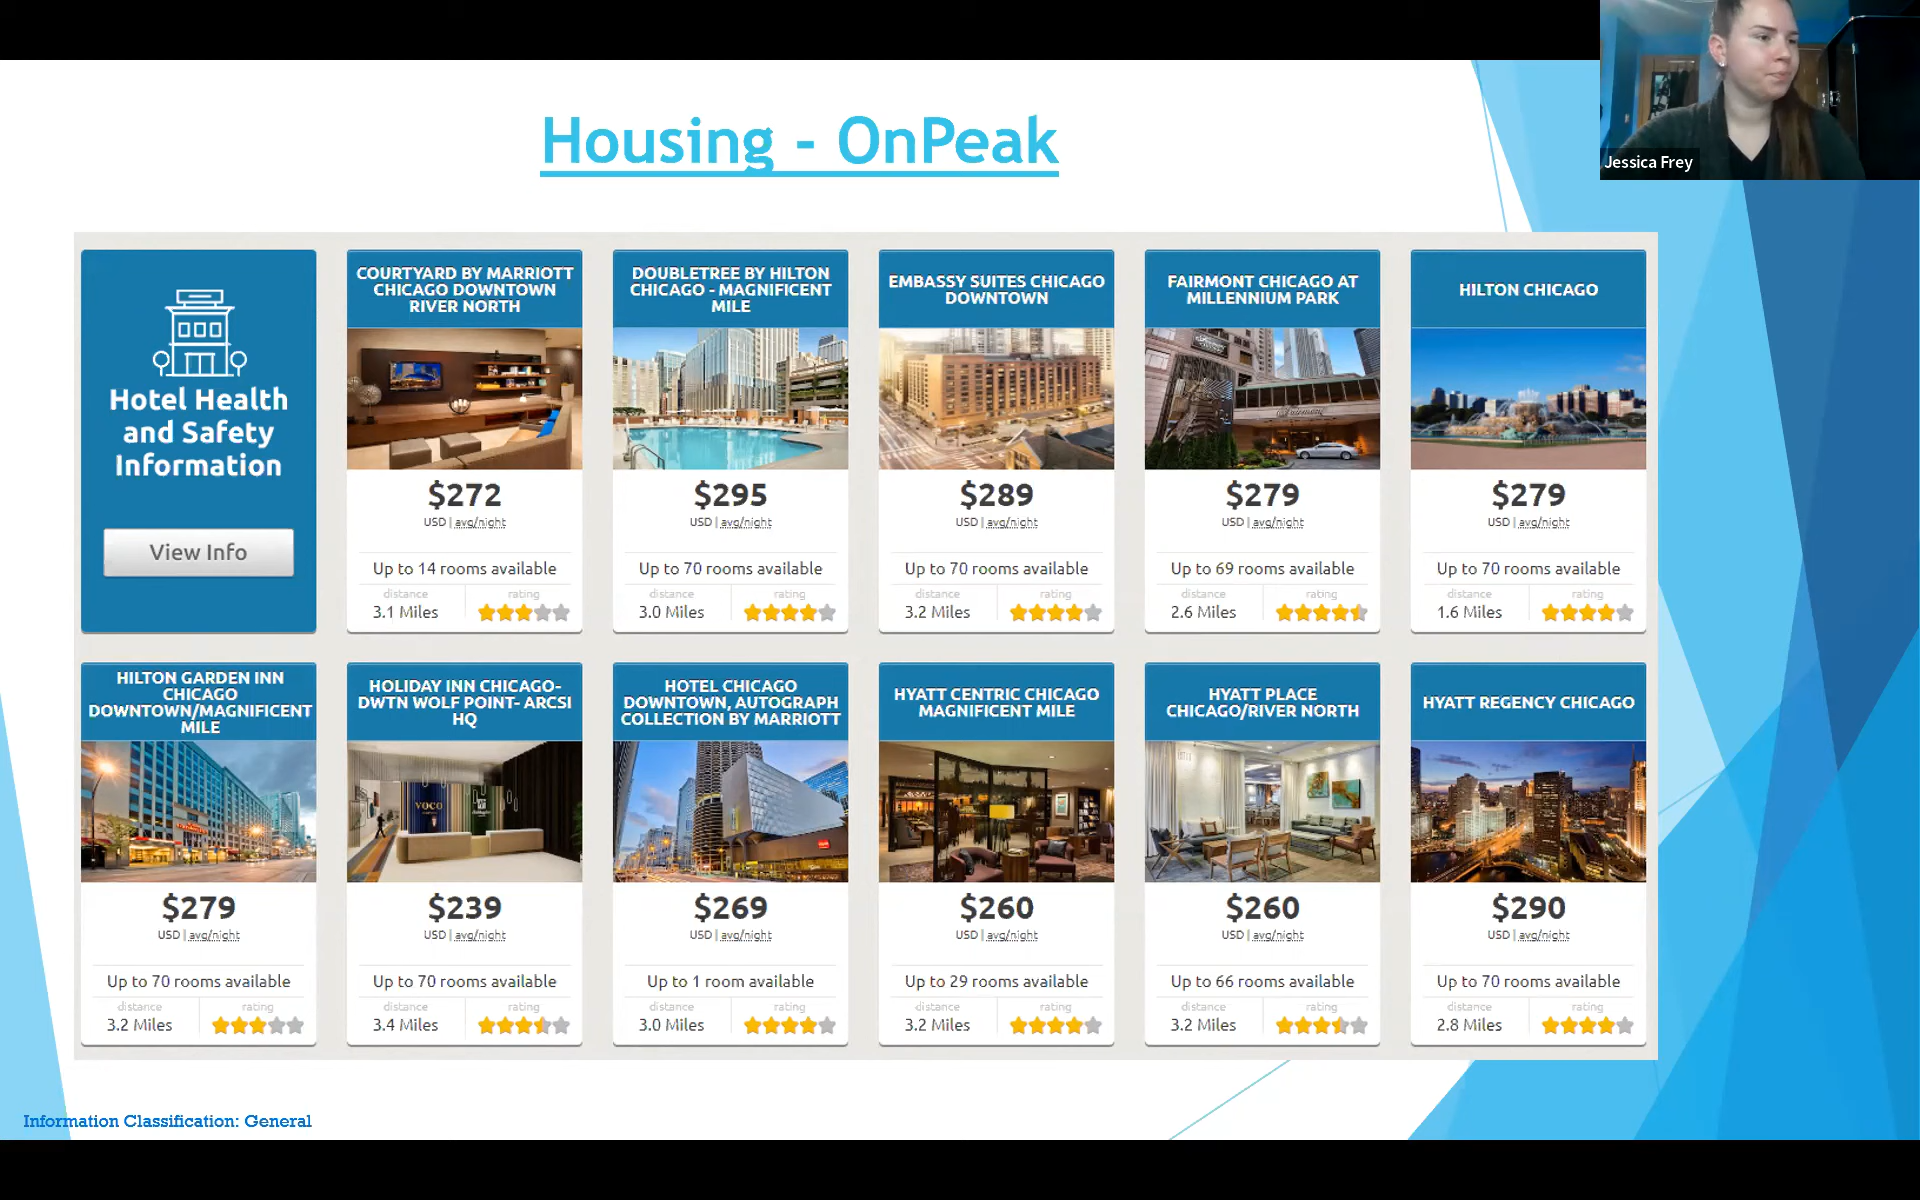 Jessica Frey
Housing - OnPeak
Hotel Health
and Safety
Information
View Info
COURTYARD BY MARRIOTT
CHICAGO DOWNTOWN
RIVER NORTH
$272
USD | avg/night
Up to 14 rooms available
distance
3.1 Miles
rating
DOUBLETREE BY HILTON
CHICAGO - MAGNIFICENT
MILE
$295
USD | avg/night
Up to 70 rooms available
distance
3.0 Miles
rating
EMBASSY SUITES CHICAGO
DOWNTOWN
$289
USD | avg/night
Up to 70 rooms available
distance
3.2 Miles
rating
FAIRMONT CHICAGO AT
MILLENNIUM PARK
$279
USD | avg/night
Up to 69 rooms available
distance
2.6 Miles
rating
HILTON CHICAGO
$279
USD | avg/night
Up to 70 rooms available
distance
1.6 Miles
rating
HILTON GARDEN INN
CHICAGO
DOWNTOWN/MAGNIFICENT
MILE
$279
USD | avg/night
Up to 70 rooms available
distance
3.2 Miles
rating
HOLIDAY INN CHICAGO-
DWTN WOLF POINT- ARCSI
HQ
VOCO
$239
USD | avg/night
Up to 70 rooms available
distance
3.4 Miles
rating
HOTEL CHICAGO
DOWNTOWN, AUTOGRAPH
COLLECTION BY MARRIOTT
$269
USD | avg/night
Up to 1 room available
distance
3.0 Miles
rating
HYATT CENTRIC CHICAGO
MAGNIFICENT MILE
$260
USD | avg/night
Up to 29 rooms available
distance
3.2 Miles
rating
HYATT PLACE
CHICAGO/RIVER NORTH
$260
USD | avg/night
Up to 66 rooms available
distance
3.2 Miles
rating
HYATT REGENCY CHICAGO
$290
USD | avg/night
Up to 70 rooms available
distance
2.8 Miles
rating
Information Classification: General